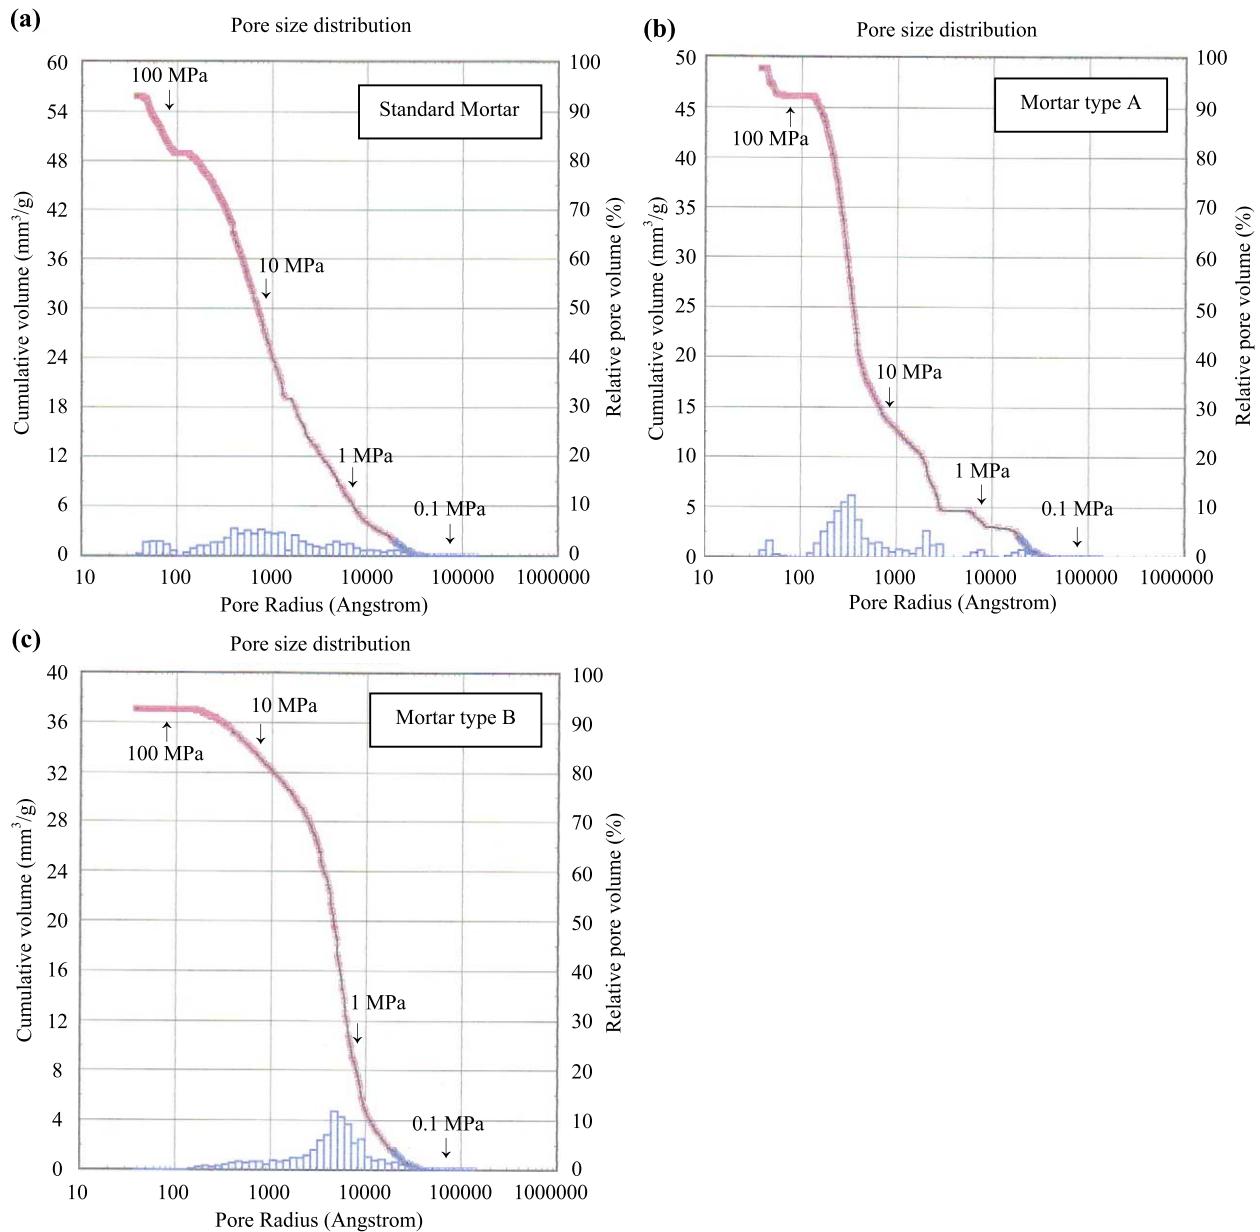 (a)
Pore size distribution
60
54
48
42
36
30
24
18
12
6
0
Cumulative volume (mm³/g)
100
90
80
70
60
50
40
30
20
10
0
Relative pore volume (%)
100 MPa
Standard Mortar
10 MPa
1 MPa
0.1 MPa
10 100 1000 10000 100000 1000000
Pore Radius (Angstrom)
(b)
Pore size distribution
50
45
40
35
30
25
20
15
10
5
0
Cumulative volume (mm³/g)
100
90
80
70
60
50
40
30
20
10
0
Relative pore volume (%)
Mortar type A
100 MPa
10 MPa
1 MPa
0.1 MPa
10 100 1000 10000 100000 1000000
Pore Radius (Angstrom)
(c)
Pore size distribution
40
36
32
28
24
20
16
12
8
4
0
Cumulative volume (mm³/g)
100
90
80
70
60
50
40
30
20
10
0
Relative pore volume (%)
10 MPa
Mortar type B
100 MPa
1 MPa
0.1 MPa
10 100 1000 10000 100000 1000000
Pore Radius (Angstrom)